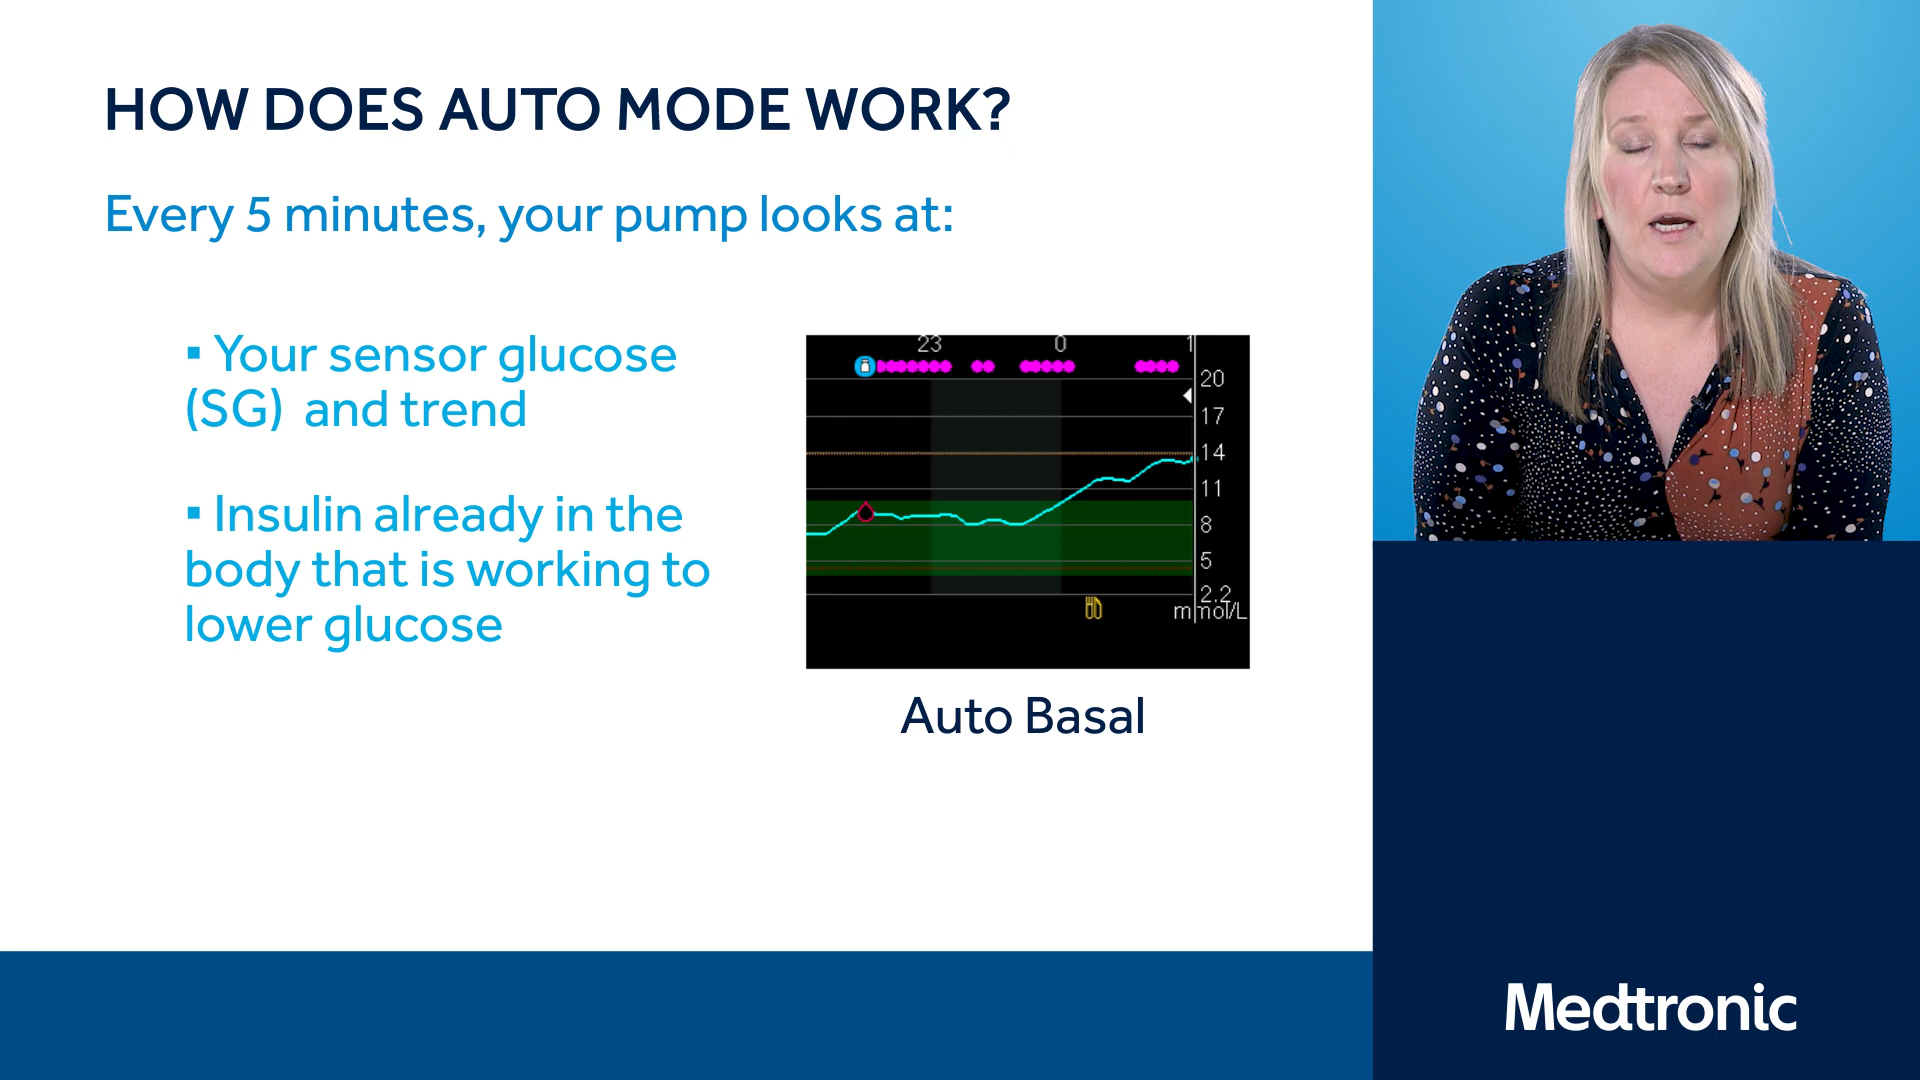 HOW DOES AUTO MODE WORK?
Every 5 minutes, your pump looks at:
▪ Your sensor glucose
(SG) and trend
▪ Insulin already in the
body that is working to
lower glucose
23 0 1
20
17
14
11
8
5
2.2
mmol/L
Auto Basal
Medtronic